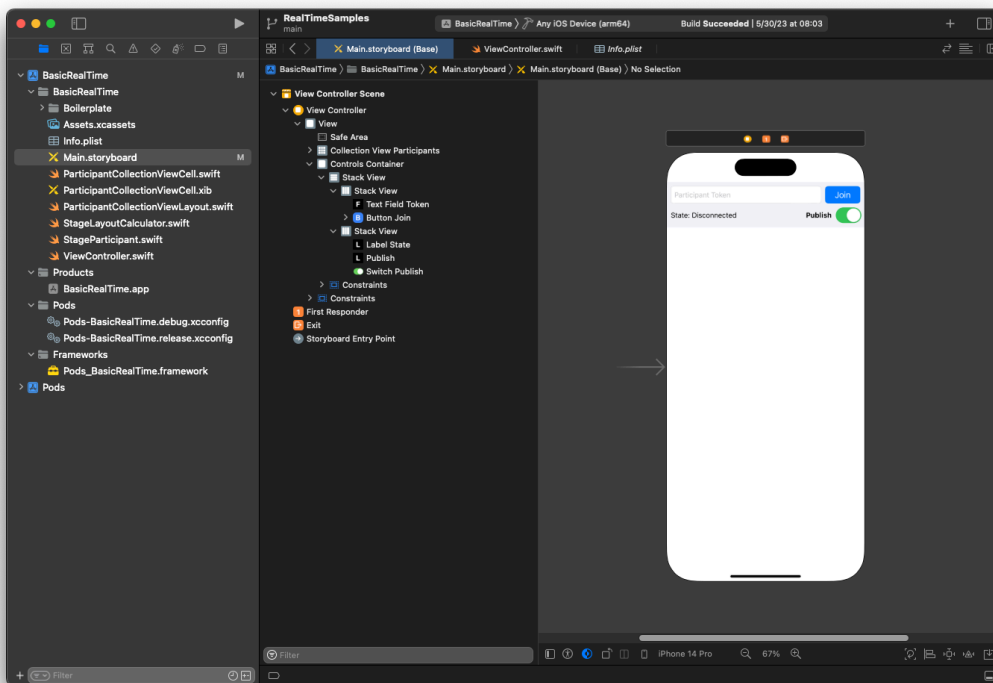 RealTimeSamples
main
BasicRealTime
Any iOS Device (arm64)
Build Succeeded | 5/30/23 at 08:03
Main.storyboard (Base)
ViewController.swift
Info.plist
BasicRealTime
BasicRealTime
Main.storyboard
Main.storyboard (Base)
No Selection
BasicRealTime M
BasicRealTime
Boilerplate
Assets.xcassets
Info.plist
Main.storyboard M
ParticipantCollectionViewCell.swift
ParticipantCollectionViewCell.xib
ParticipantCollectionViewLayout.swift
StageLayoutCalculator.swift
StageParticipant.swift
ViewController.swift
Products
BasicRealTime.app
Pods
Pods-BasicRealTime.debug.xcconfig
Pods-BasicRealTime.release.xcconfig
Frameworks
Pods_BasicRealTime.framework
Pods
Filter
View Controller Scene
View Controller
View
Safe Area
Collection View Participants
Controls Container
Stack View
Stack View
F Text Field Token
B Button Join
Stack View
L Label State
L Publish
Switch Publish
Constraints
Constraints
First Responder
Exit
Storyboard Entry Point
Filter
Participant Token
Join
State: Disconnected
Publish
iPhone 14 Pro
67%